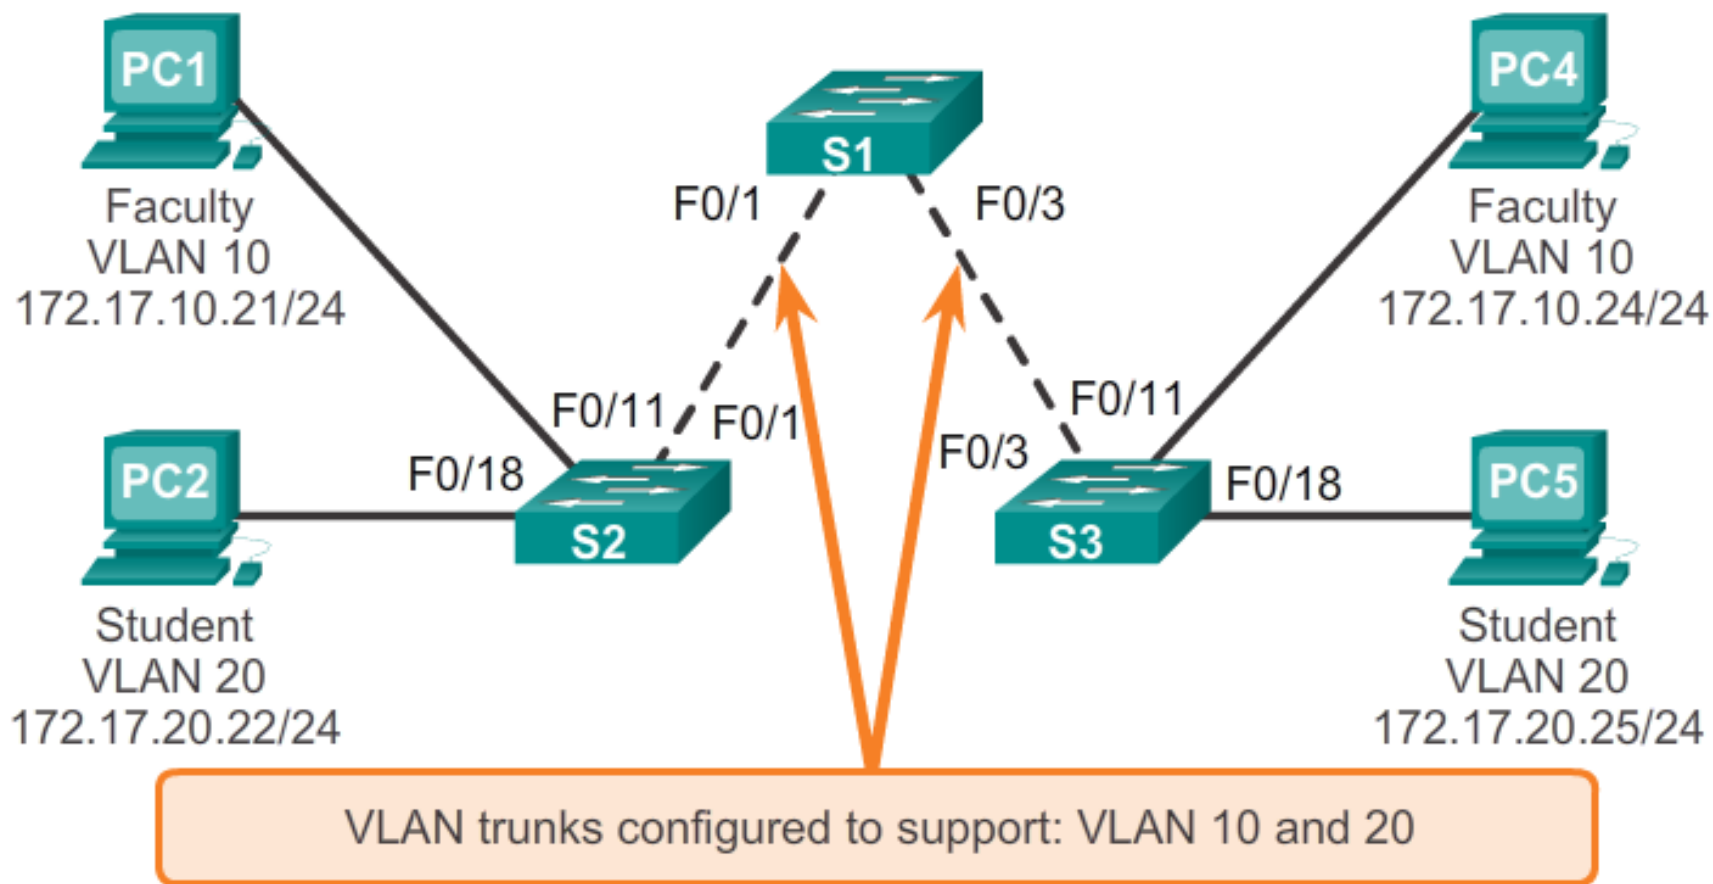 PC1
Faculty
VLAN 10
172.17.10.21/24
S1
F0/1
F0/3
PC4
Faculty
VLAN 10
172.17.10.24/24
F0/11
F0/1
F0/11
F0/3
PC2
F0/18
S2
S3
F0/18
PC5
Student
VLAN 20
172.17.20.22/24
Student
VLAN 20
172.17.20.25/24
VLAN trunks configured to support: VLAN 10 and 20